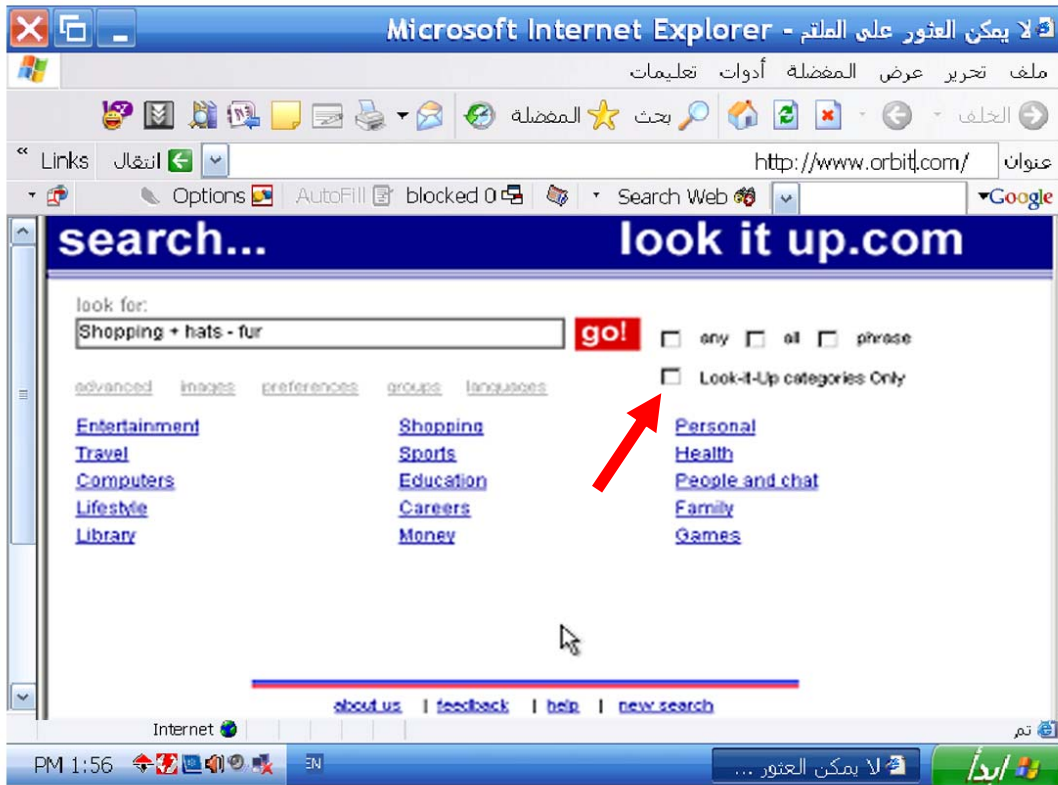 لا يمكن العثور على الملتم - Microsoft Internet Explorer
ملف تحرير عرض المفضلة أدوات تعليمات
الخلف بحث المفضلة
عنوان http://www.orbit.com/ انتقال Links »
Google Search Web blocked 0 AutoFill Options
search... look it up.com
look for:
Shopping + hats - fur go! any all phrase
advanced images preferences groups languages Look-it-Up categories Only
Entertainment Shopping Personal
Travel Sports Health
Computers Education People and chat
Lifestyle Careers Family
Library Money Games
about us | feedback | help | new search
تم Internet
ابدأ لا يمكن العثور ... EN PM 1:56